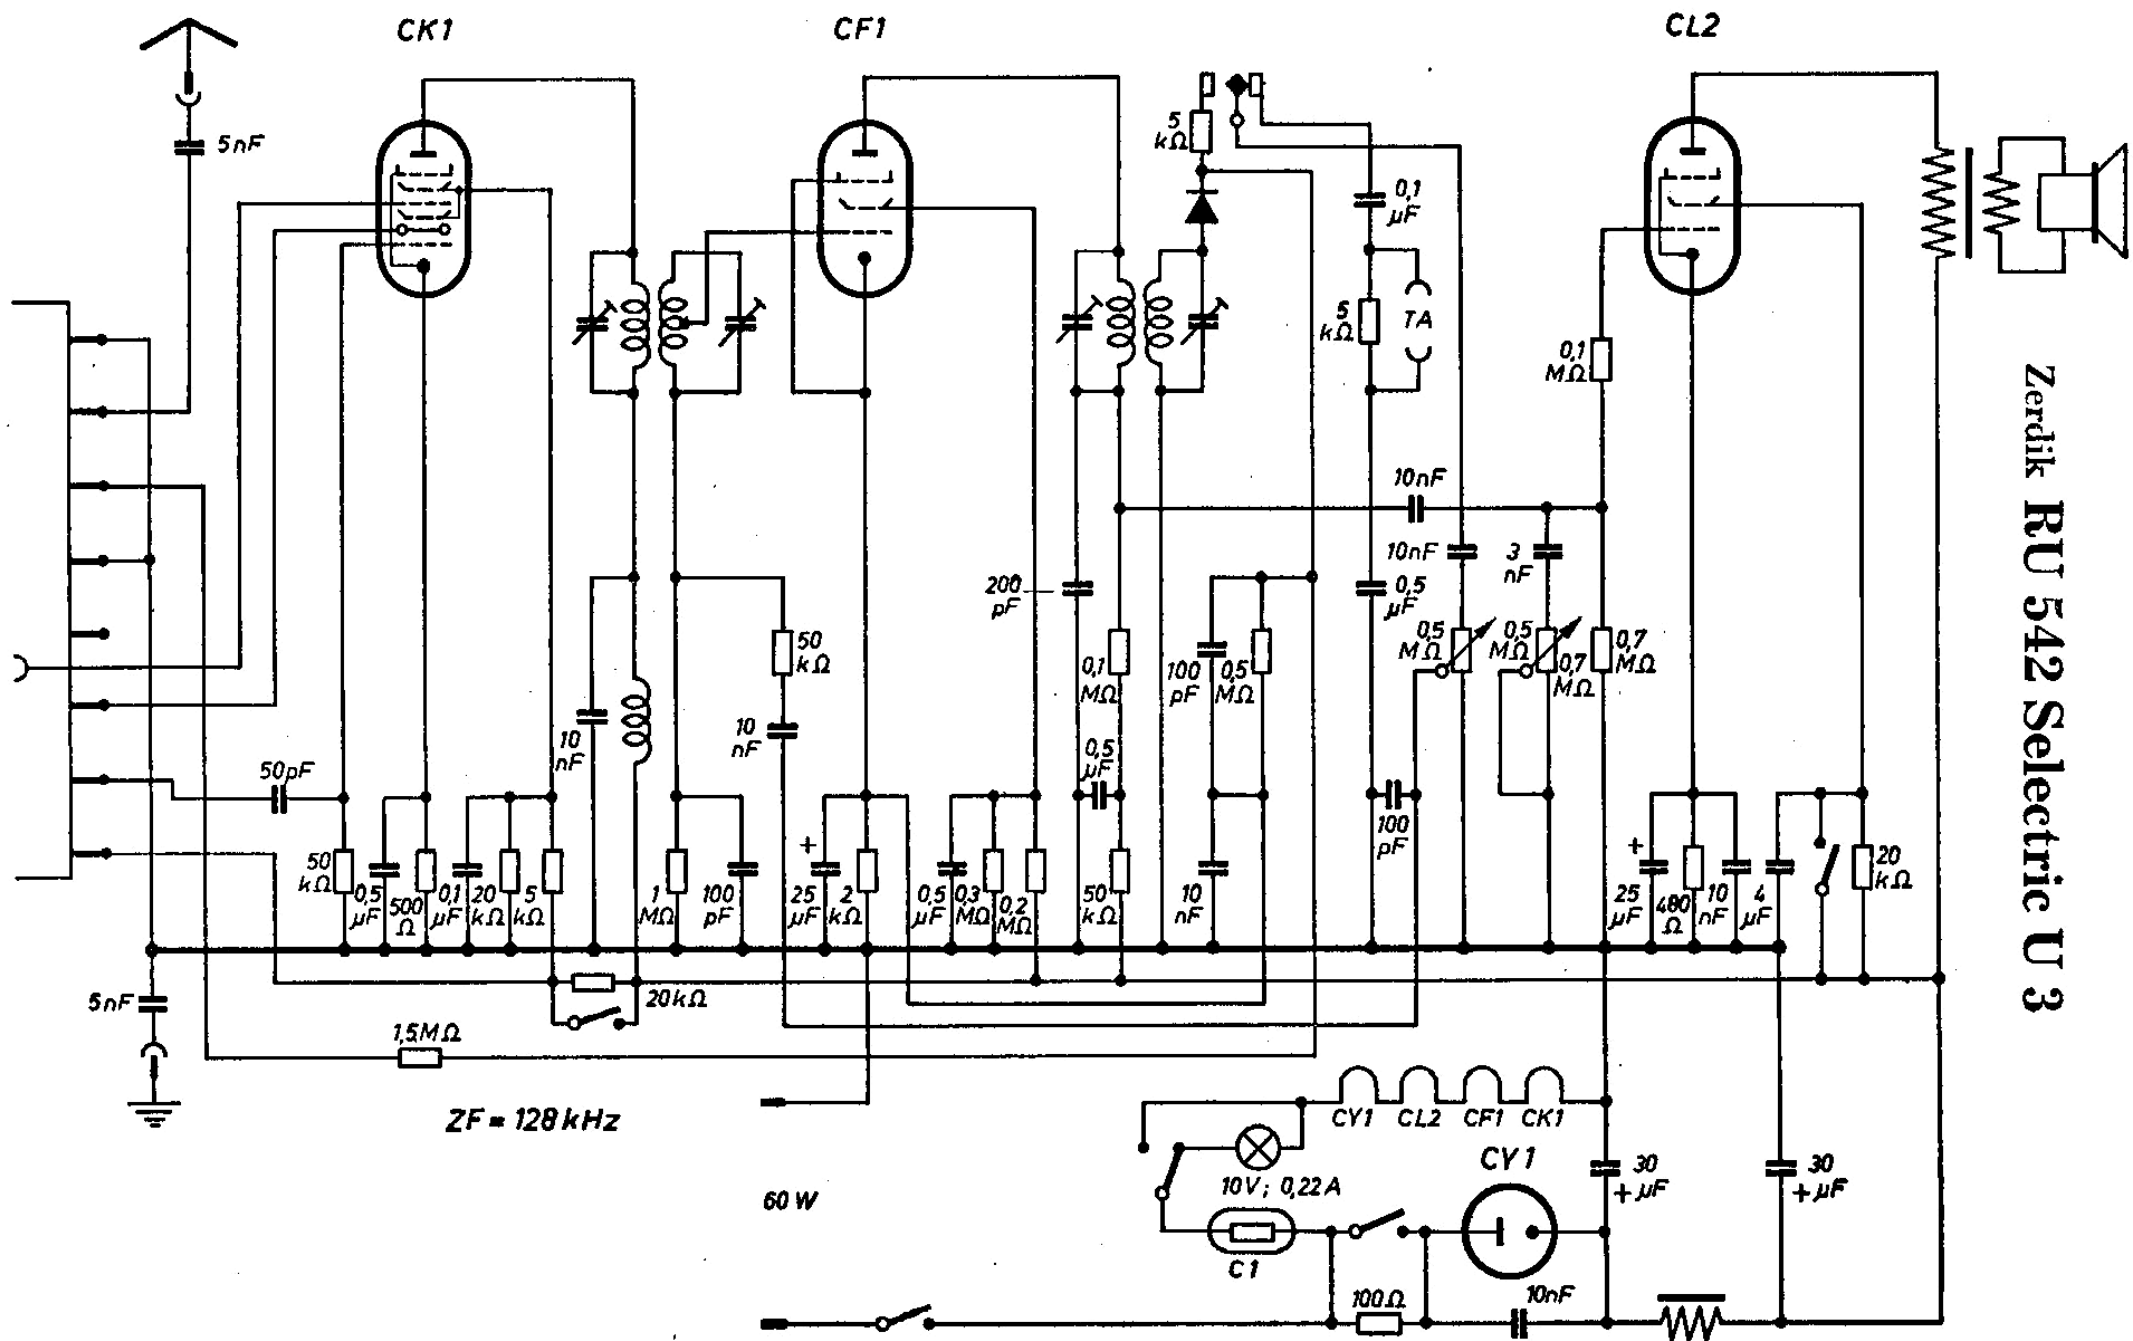 CK1
CF1
CL2
5nF
5
kΩ
0,1
µF
5
kΩ
TA
0,1
MΩ
Zerdik RU 542 Selectric U 3
10nF
10nF
3
nF
200
pF
0,5
µF
50
kΩ
0,5
MΩ
0,5
MΩ
0,7
MΩ
0,7
MΩ
0,1
MΩ
100
pF
0,5
MΩ
10
nF
10
nF
0,5
µF
50pF
100
pF
50
kΩ
0,5
µF
500
Ω
0,1
µF
20
kΩ
5
kΩ
1
MΩ
100
pF
+
25
µF
2
kΩ
0,5
µF
0,3
MΩ
0,2
MΩ
50
kΩ
10
nF
+
25
µF
480
Ω
10
nF
4
µF
20
kΩ
5nF
20kΩ
1,5MΩ
ZF = 128kHz
CY1
CL2
CF1
CK1
CY1
60W
10V; 0,22A
30
+ µF
30
+ µF
C1
100Ω
10nF